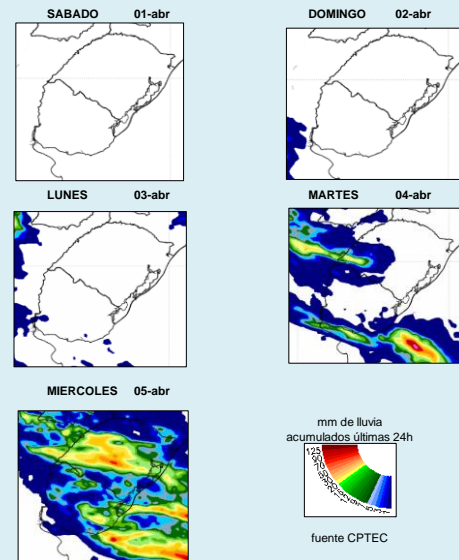 SABADO 01-abr
DOMINGO 02-abr
LUNES 03-abr
MARTES 04-abr
MIERCOLES 05-abr
mm de lluvia
acumulados últimas 24h
125
fuente CPTEC